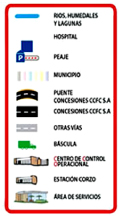 RIOS, HUMEDALES
Y LAGUNAS
HOSPITAL
PEAJE
MUNICIPIO
PUENTE
CONCESIONES CCFC S.A
CONCESIONES CCFC S.A
OTRAS VÍAS
BÁSCULA
CENTRO DE CONTROL
OPERACIONAL
ESTACIÓN CORZO
ÁREA DE SERVICIOS